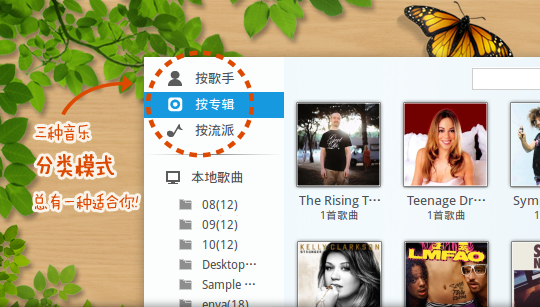 按歌手
按专辑
按流派
三种音乐
分类模式
总有一种适合你!
本地歌曲
08(12)
09(12)
10(12)
Desktop…
Sample …
enya(18)
The Rising T…
1首歌曲
Teenage Dr…
1首歌曲
Sym
KELLY CLARKSON
STRONGER
LMFAO